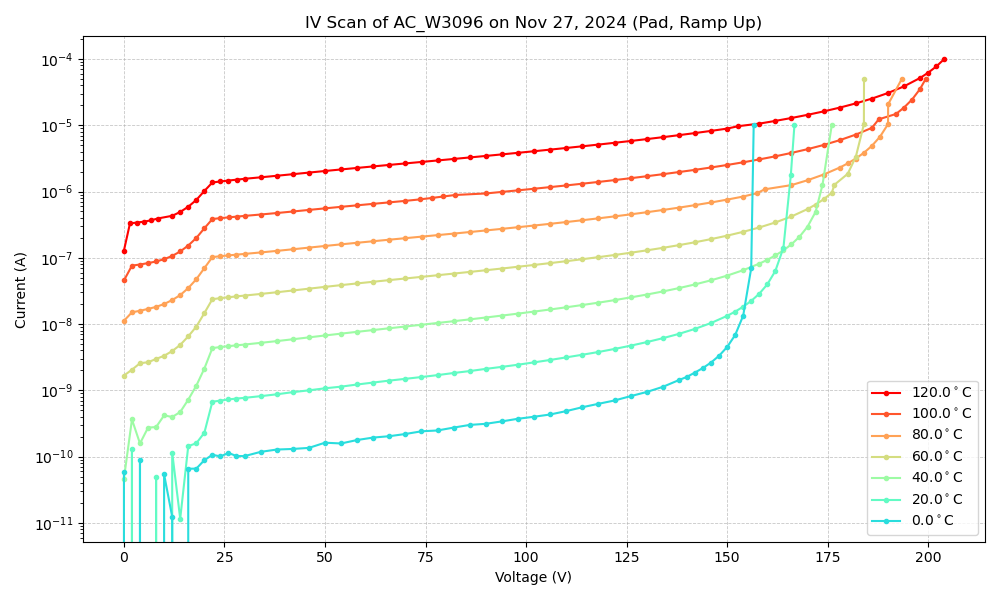 IV Scan of AC_W3096 on Nov 27, 2024 (Pad, Ramp Up)
Current (A)
10⁻⁴
10⁻⁵
10⁻⁶
10⁻⁷
10⁻⁸
10⁻⁹
10⁻¹⁰
10⁻¹¹
120.0°C
100.0°C
80.0°C
60.0°C
40.0°C
20.0°C
0.0°C
0 25 50 75 100 125 150 175 200
Voltage (V)